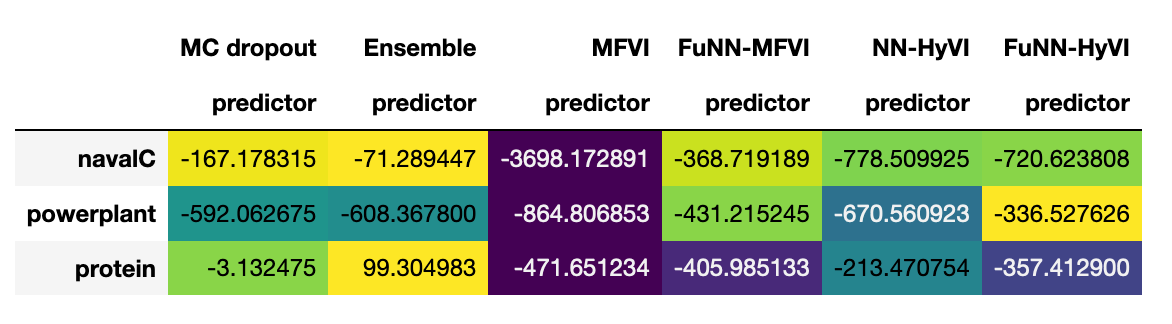 MC dropout Ensemble MFVI FuNN-MFVI NN-HyVI FuNN-HyVI
predictor predictor predictor predictor predictor predictor
navalC -167.178315 -71.289447 -3698.172891 -368.719189 -778.509925 -720.623808
powerplant -592.062675 -608.367800 -864.806853 -431.215245 -670.560923 -336.527626
protein -3.132475 99.304983 -471.651234 -405.985133 -213.470754 -357.412900